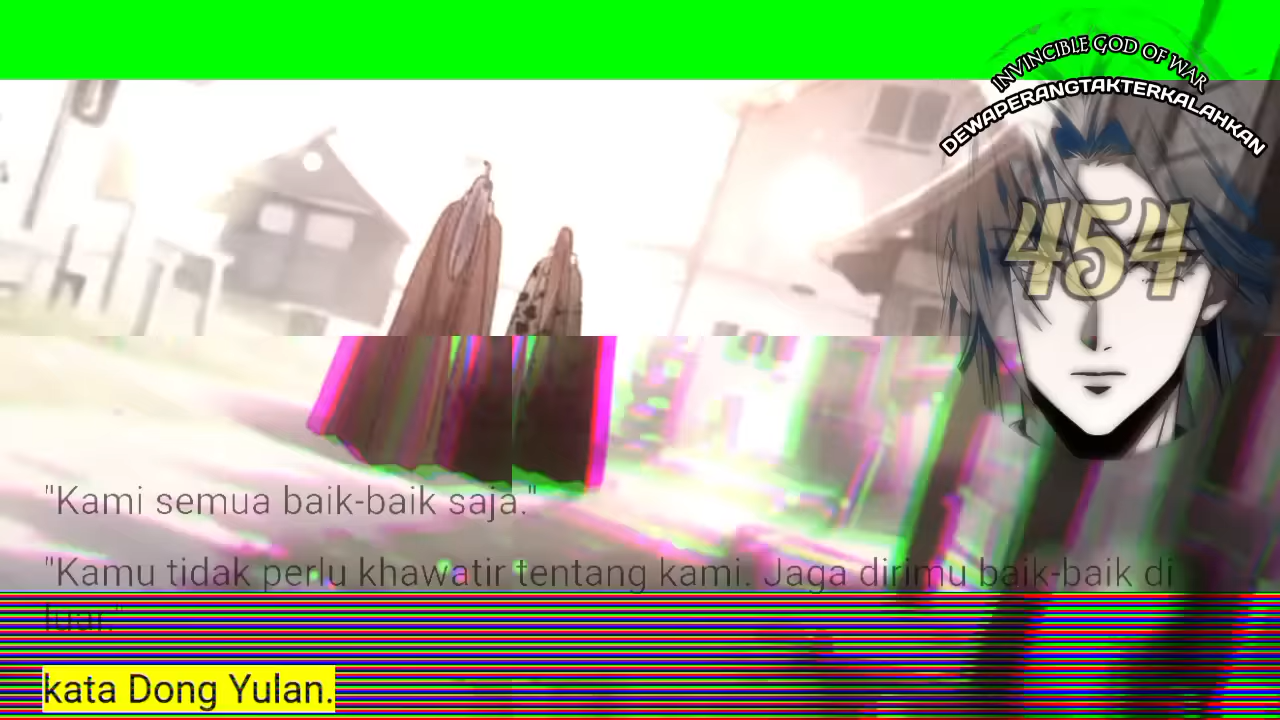 INVINCIBLE GOD OF WAR
DEWAPERANGTAKTERKALAHKAN
454
"Kami semua baik-baik saja."
"Kamu tidak perlu khawatir tentang kami. Jaga dirimu baik-baik di
luar."
kata Dong Yulan.